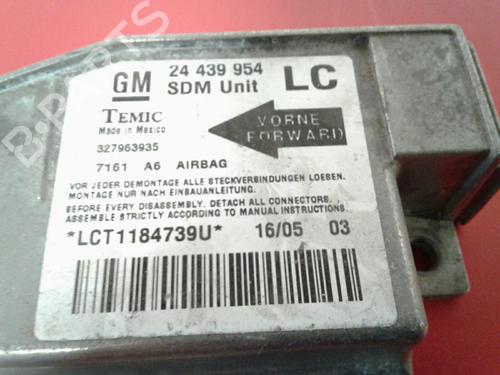 GM 24 439 954 LC
SDM Unit
TEMIC
Made in Mexico
VORNE
FORWARD
327963935
7161 A6 AIRBAG
VOR JEDER DEMONTAGE ALLE STECKVERBINDUNGEN LOESEN.
MONTAGE NUR NACH EINBAUANLEITUNG.
BEFORE EVERY DISASSEMBLY. DETACH ALL CONNECTORS.
ASSEMBLE STRICTLY ACCORDING TO MANUAL INSTRUCTIONS.
*LCT1184739U* 16/05 03
B-PARTS